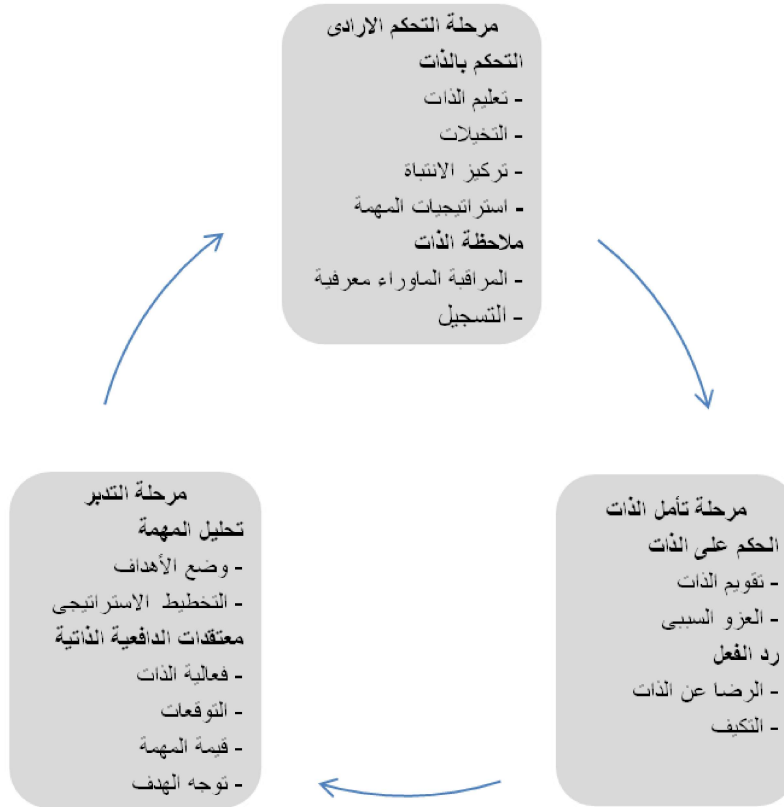 مرحلة التحكم الارادى
التحكم بالذات
- تعليم الذات
- التخيلات
- تركيز الانتباة
- استراتيجيات المهمة
ملاحظة الذات
- المراقبة الماوراء معرفية
- التسجيل
مرحلة تأمل الذات
الحكم على الذات
- تقويم الذات
- العزو السببى
رد الفعل
- الرضا عن الذات
- التكيف
مرحلة التدبر
تحليل المهمة
- وضع الأهداف
- التخطيط الاستراتيجى
معتقدات الدافعية الذاتية
- فعالية الذات
- التوقعات
- قيمة المهمة
- توجه الهدف